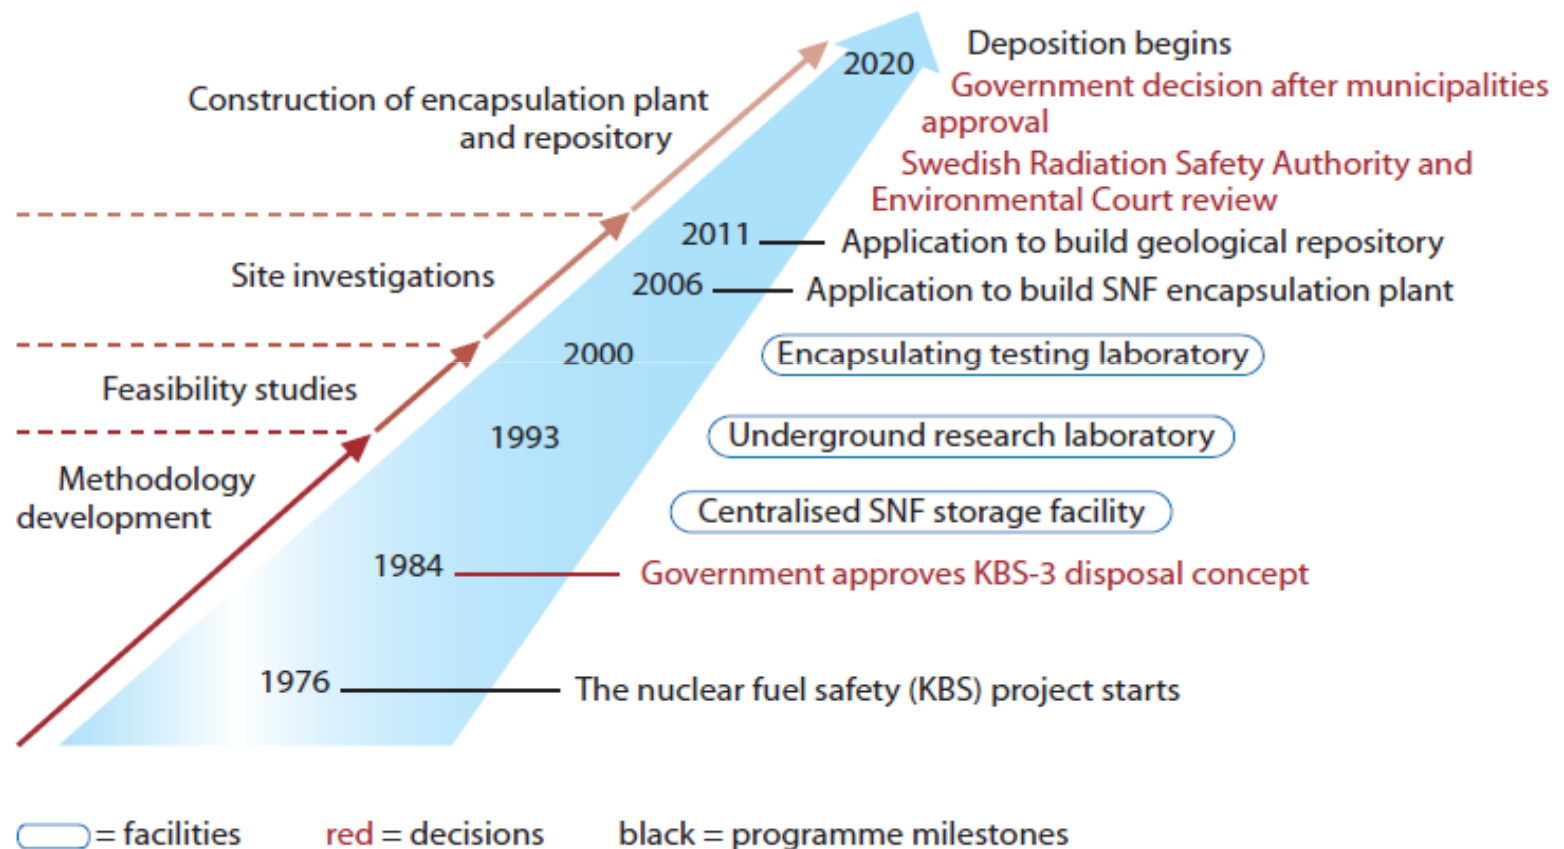 Deposition begins
2020
Government decision after municipalities
approval
Construction of encapsulation plant
and repository
Swedish Radiation Safety Authority and
Environmental Court review
2011
Application to build geological repository
Site investigations
2006
Application to build SNF encapsulation plant
2000
Encapsulating testing laboratory
Feasibility studies
1993
Underground research laboratory
Methodology
development
Centralised SNF storage facility
1984
Government approves KBS-3 disposal concept
1976
The nuclear fuel safety (KBS) project starts
= facilities
red = decisions
black = programme milestones